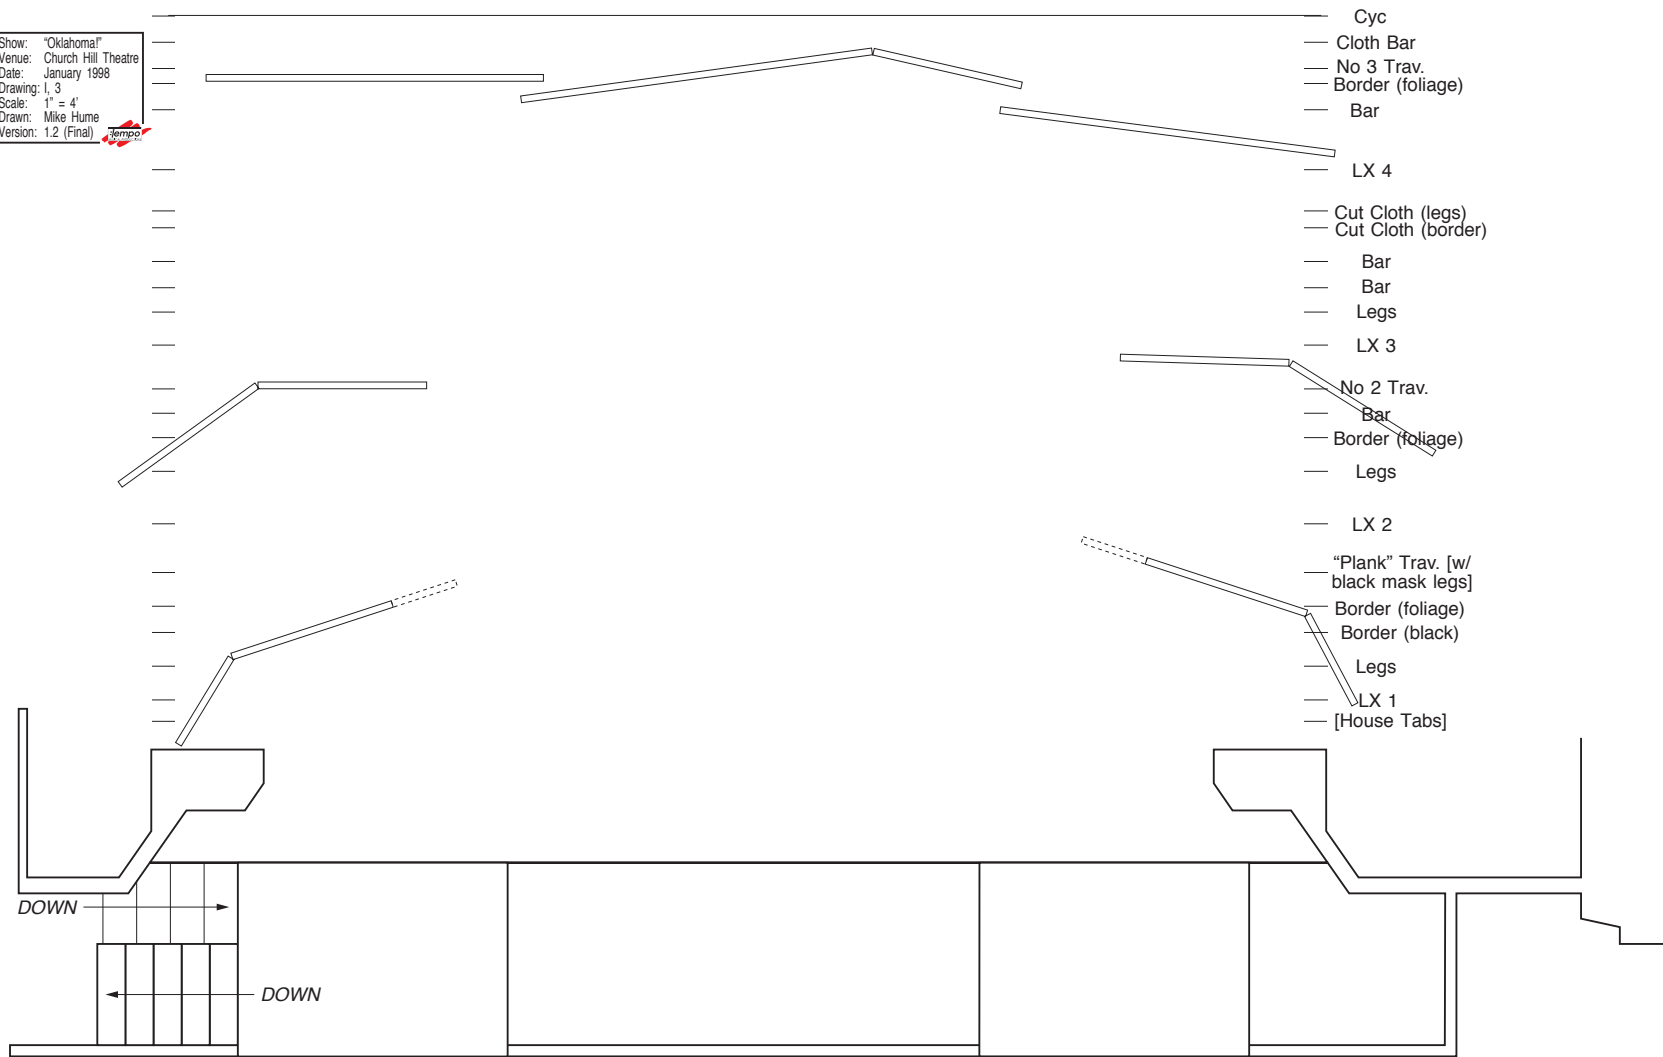 Show: "Oklahoma!"
Venue: Church Hill Theatre
Date: January 1998
Drawing: I, 3
Scale: 1" = 4'
Drawn: Mike Hume
Version: 1.2 (Final)
tempo
Cyc
Cloth Bar
No 3 Trav.
Border (foliage)
Bar
LX 4
Cut Cloth (legs)
Cut Cloth (border)
Bar
Bar
Legs
LX 3
No 2 Trav.
Bar
Border (foliage)
Legs
LX 2
“Plank” Trav. [w/
black mask legs]
Border (foliage)
Border (black)
Legs
LX 1
[House Tabs]
DOWN
DOWN